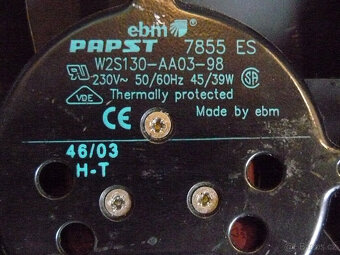 ebm
PAPST 7855 ES
W2S130-AA03-98
230V~ 50/60Hz 45/39W
VDE Thermally protected
CE Made by ebm
46/03
H-T